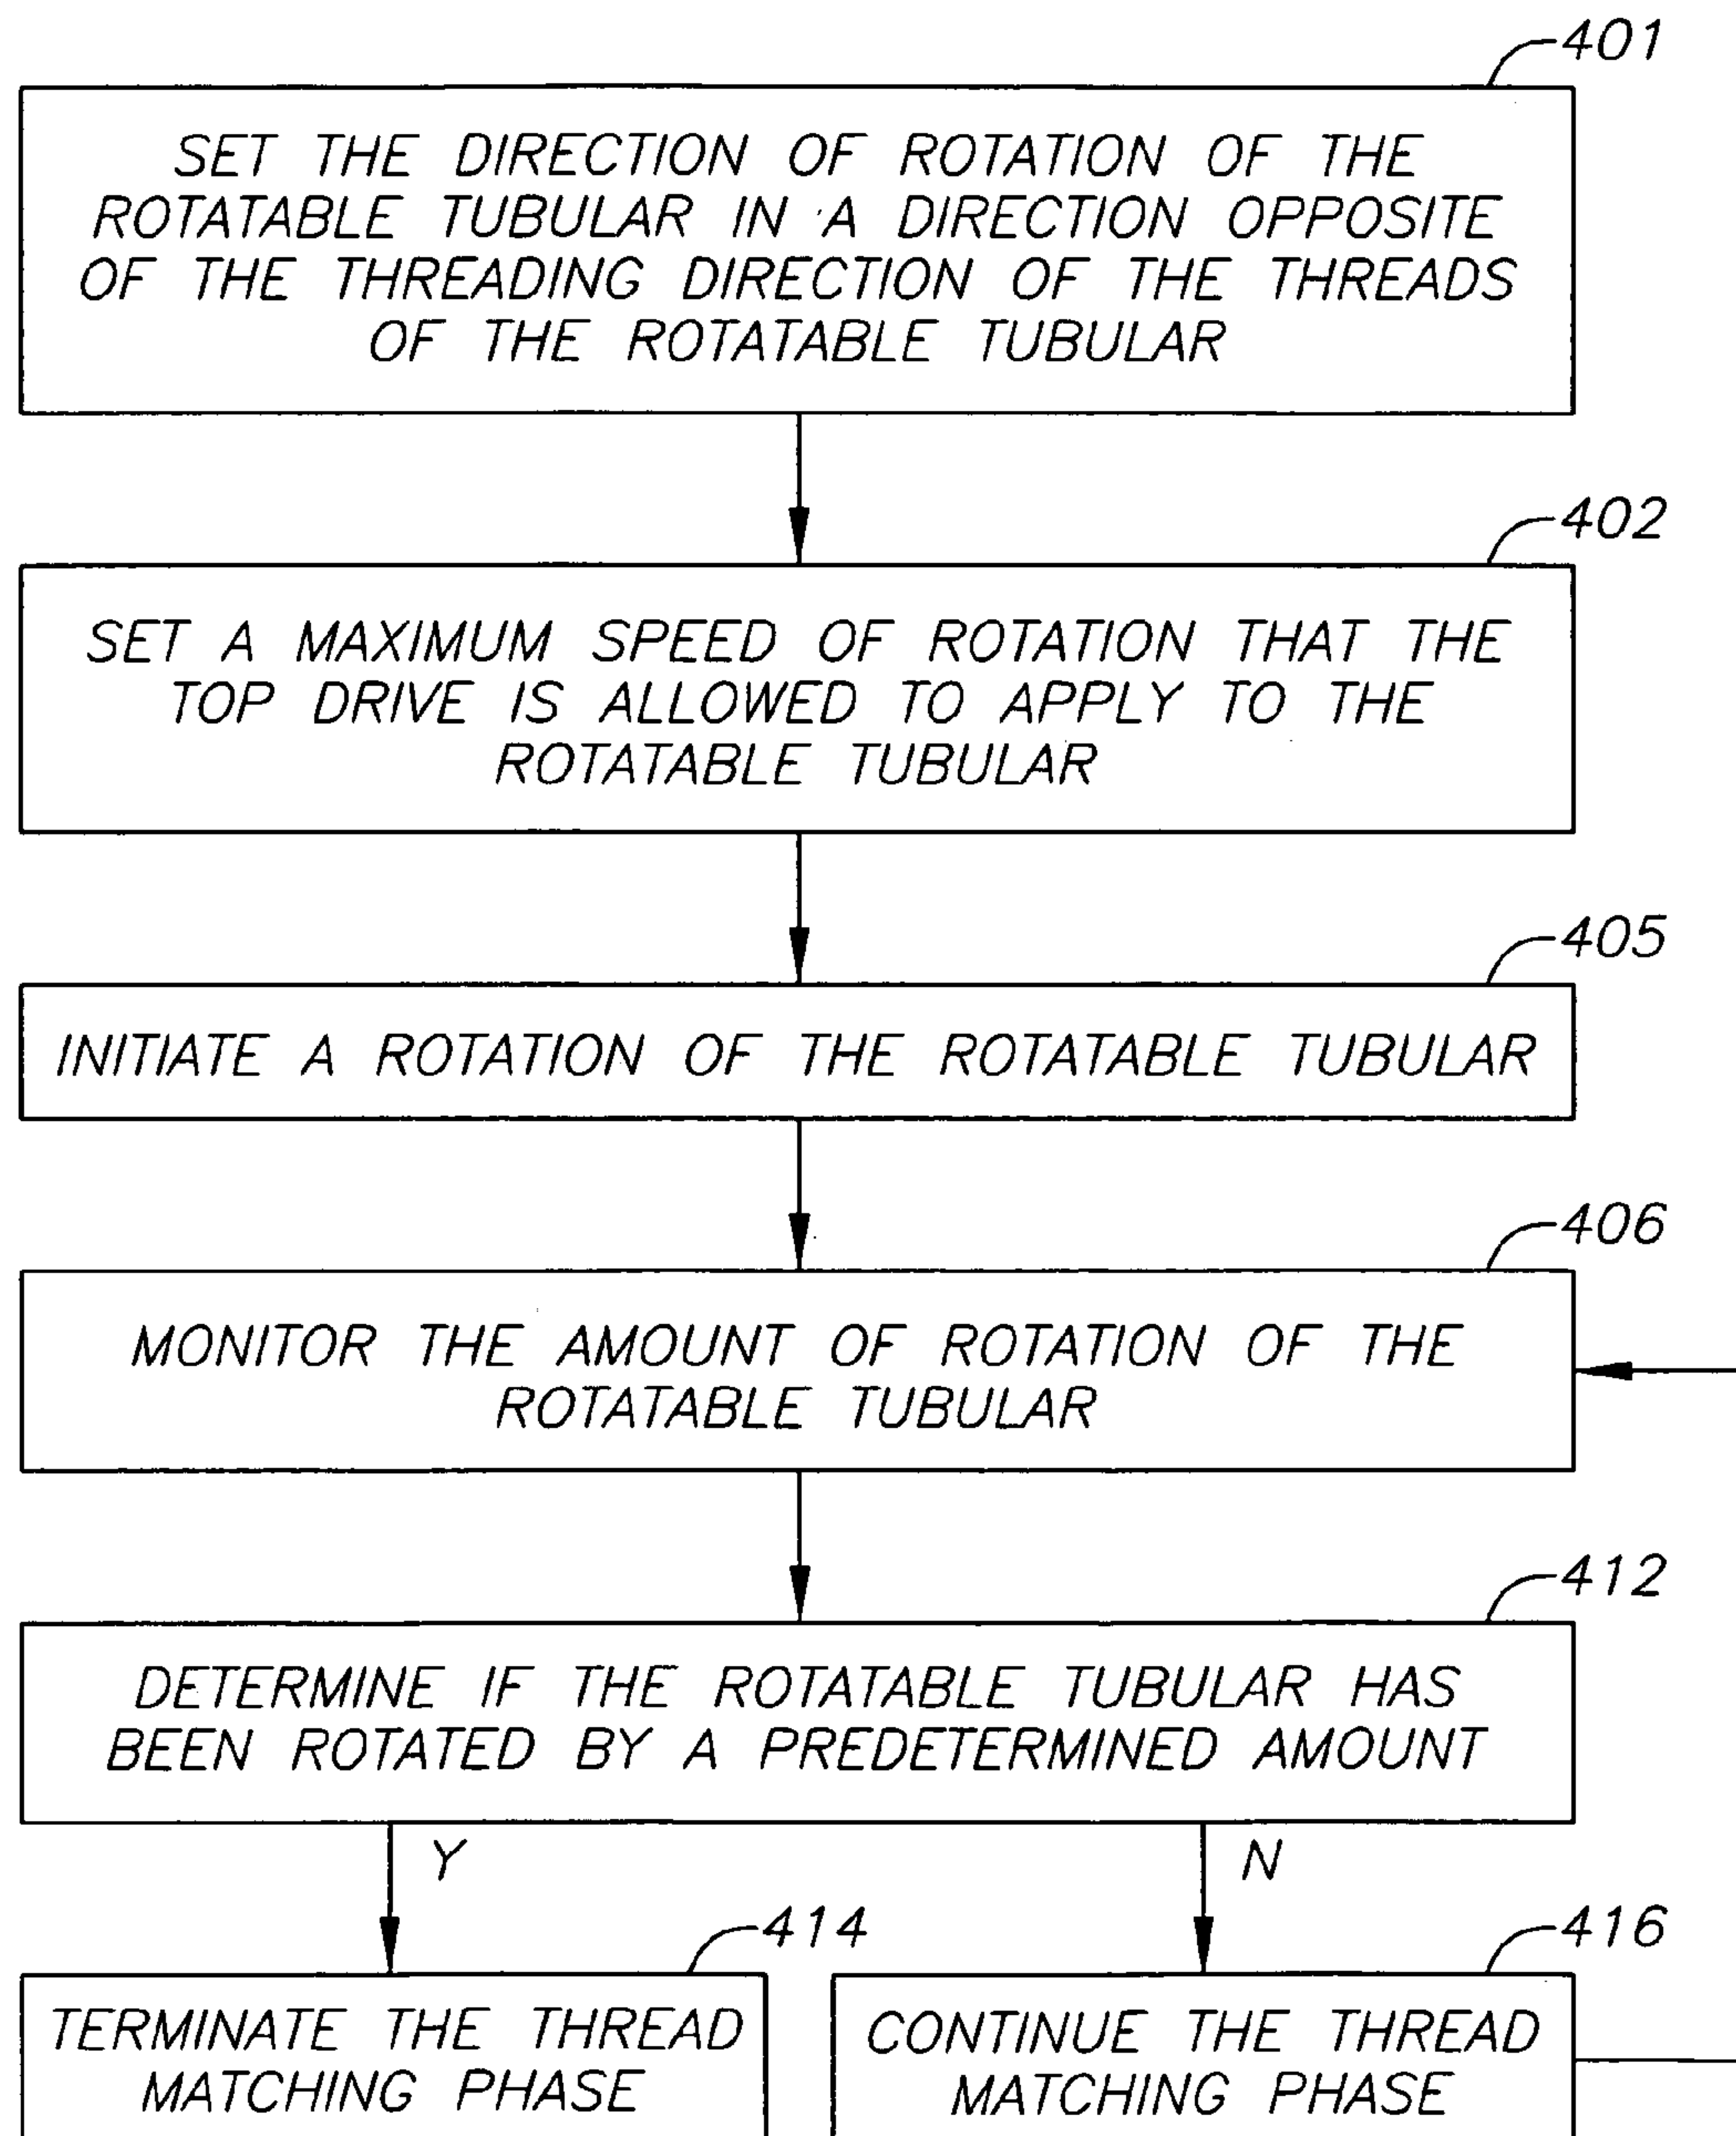 401
SET THE DIRECTION OF ROTATION OF THE
ROTATABLE TUBULAR IN A DIRECTION OPPOSITE
OF THE THREADING DIRECTION OF THE THREADS
OF THE ROTATABLE TUBULAR
402
SET A MAXIMUM SPEED OF ROTATION THAT THE
TOP DRIVE IS ALLOWED TO APPLY TO THE
ROTATABLE TUBULAR
405
INITIATE A ROTATION OF THE ROTATABLE TUBULAR
406
MONITOR THE AMOUNT OF ROTATION OF THE
ROTATABLE TUBULAR
412
DETERMINE IF THE ROTATABLE TUBULAR HAS
BEEN ROTATED BY A PREDETERMINED AMOUNT
Y
N
414
TERMINATE THE THREAD
MATCHING PHASE
416
CONTINUE THE THREAD
MATCHING PHASE